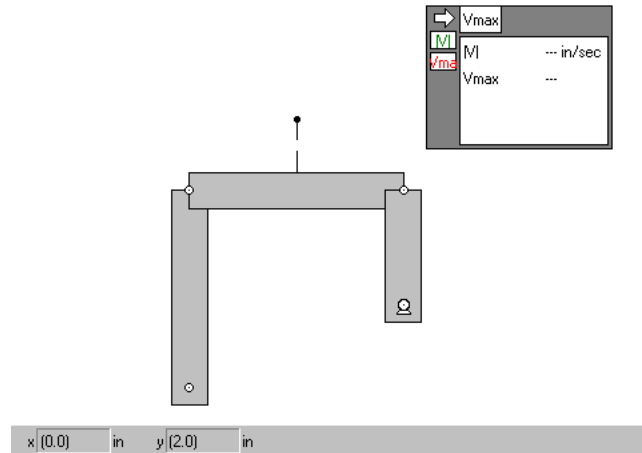 Vmax
|V|
Vma
|V| --- in/sec
Vmax ---
x (0.0) in y (2.0) in